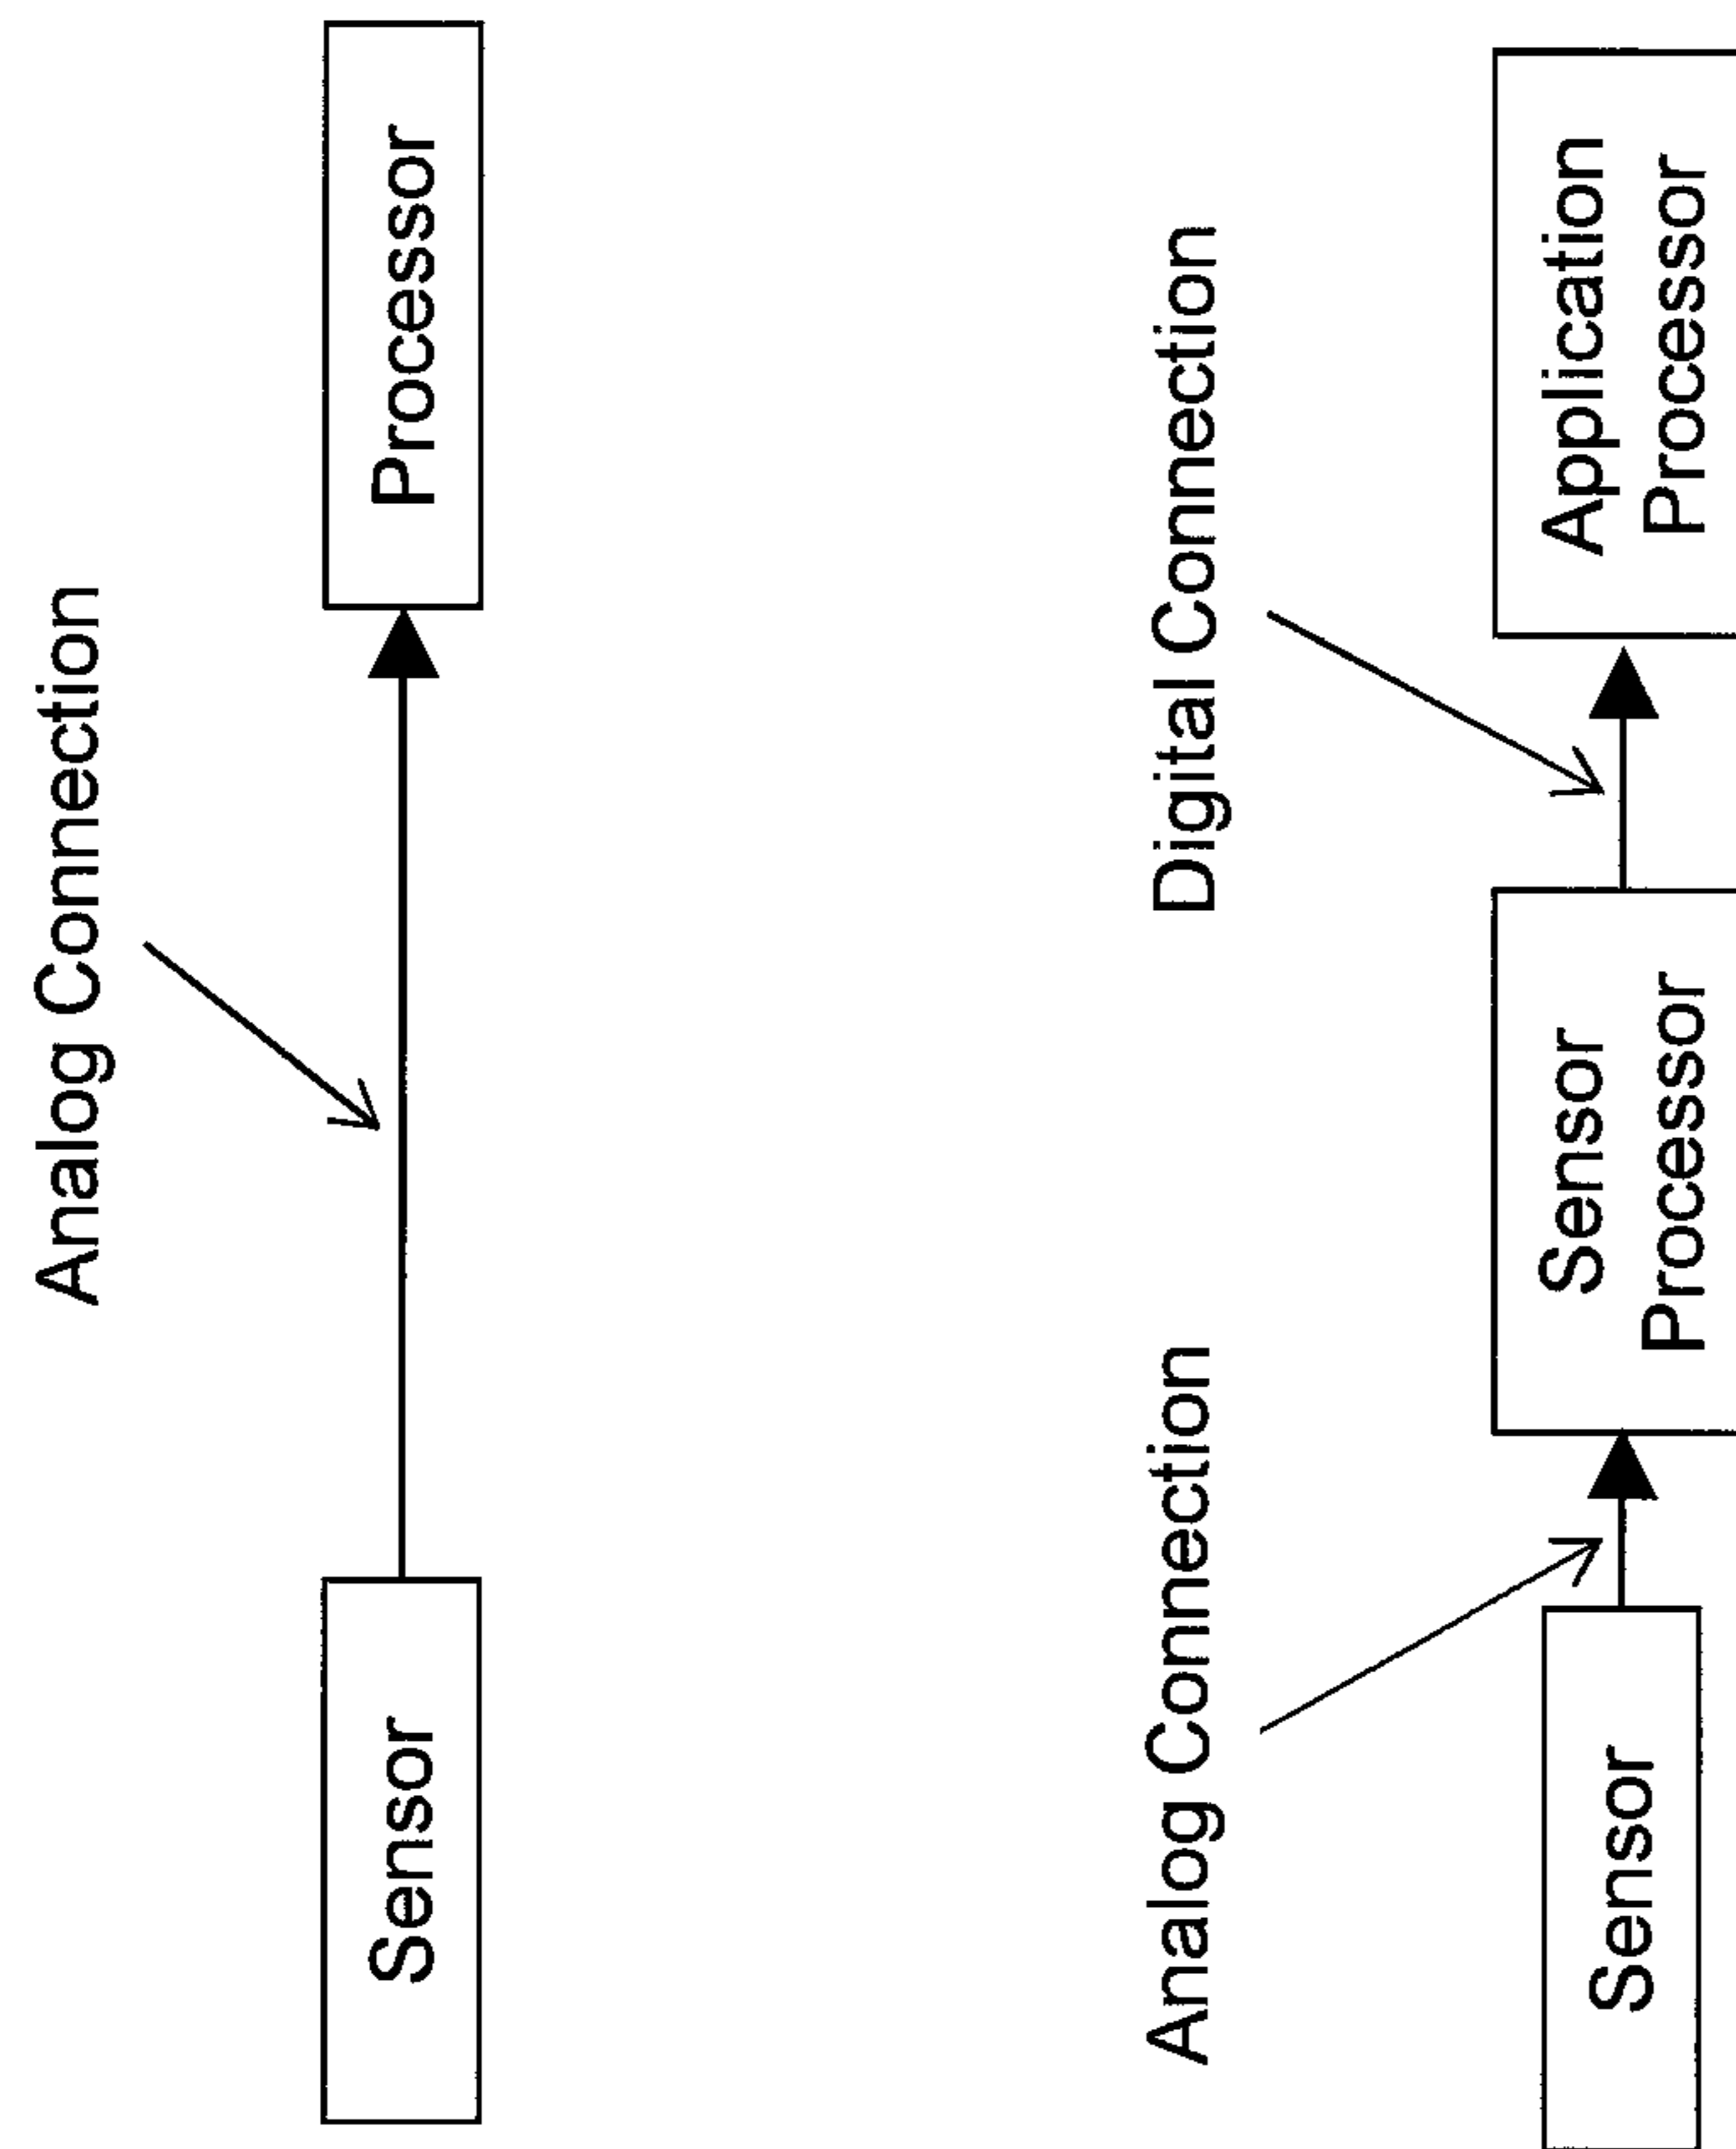 Analog Connection
Sensor
Processor
Analog Connection
Digital Connection
Sensor
Sensor
Processor
Application
Processor